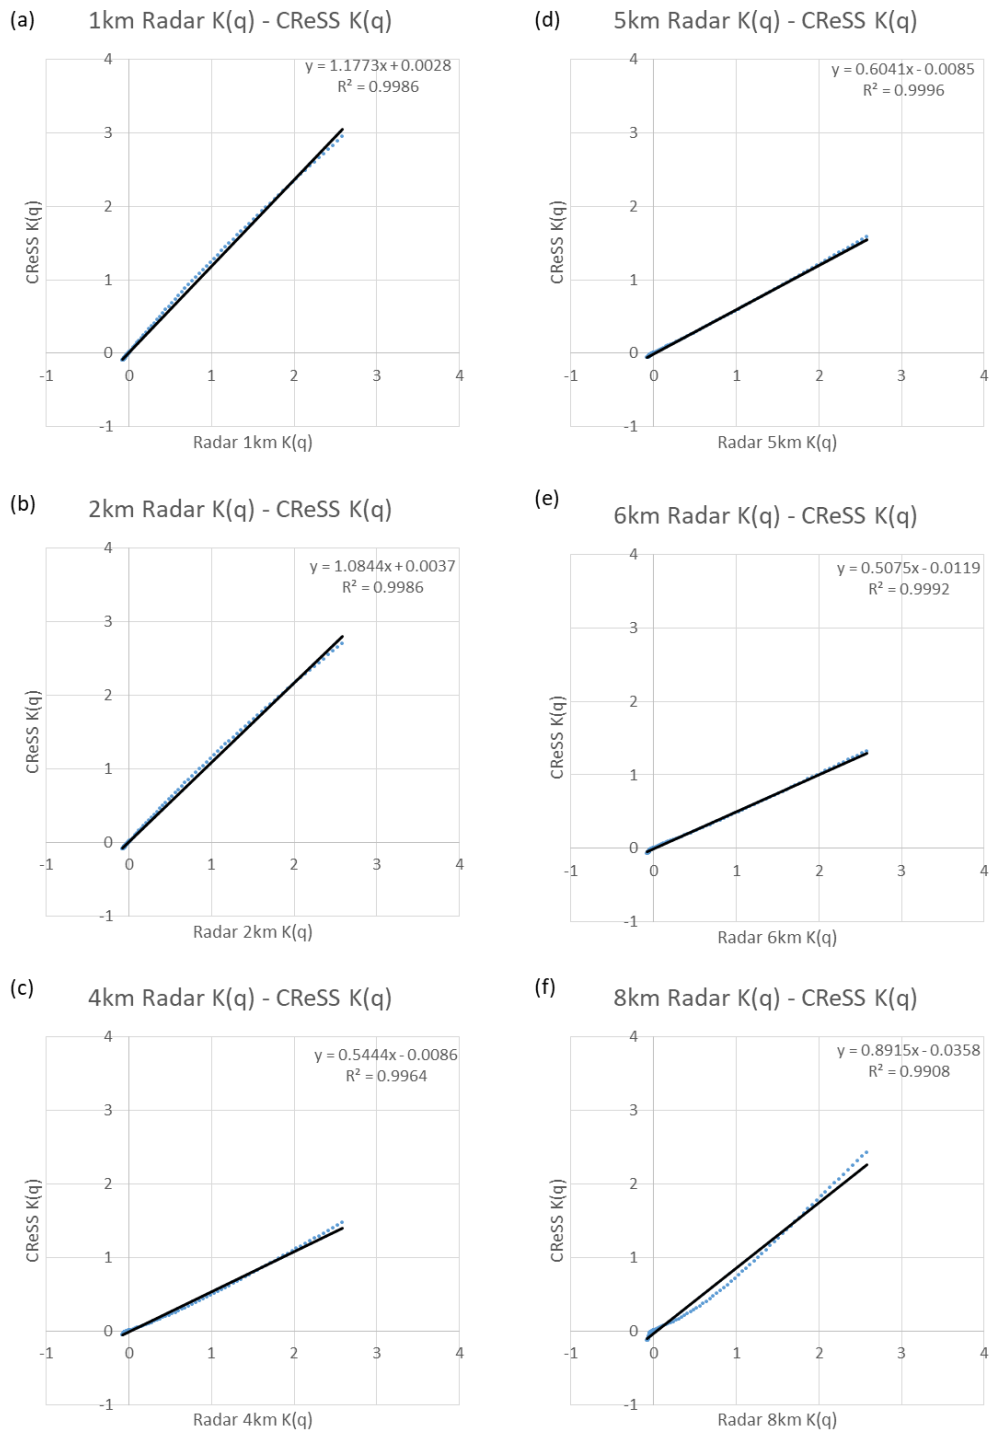 (a)
1km Radar K(q) - CReSS K(q)
y = 1.1773x + 0.0028
R² = 0.9986
4
3
2
1
0
-1
-1 0 1 2 3 4
CReSS K(q)
Radar 1km K(q)
(d)
5km Radar K(q) - CReSS K(q)
y = 0.6041x - 0.0085
R² = 0.9996
4
3
2
1
0
-1
-1 0 1 2 3 4
CReSS K(q)
Radar 5km K(q)
(b)
2km Radar K(q) - CReSS K(q)
y = 1.0844x + 0.0037
R² = 0.9986
4
3
2
1
0
-1
-1 0 1 2 3 4
CReSS K(q)
Radar 2km K(q)
(e)
6km Radar K(q) - CReSS K(q)
y = 0.5075x - 0.0119
R² = 0.9992
4
3
2
1
0
-1
-1 0 1 2 3 4
CReSS K(q)
Radar 6km K(q)
(c)
4km Radar K(q) - CReSS K(q)
y = 0.5444x - 0.0086
R² = 0.9964
4
3
2
1
0
-1
-1 0 1 2 3 4
CReSS K(q)
Radar 4km K(q)
(f)
8km Radar K(q) - CReSS K(q)
y = 0.8915x - 0.0358
R² = 0.9908
4
3
2
1
0
-1
-1 0 1 2 3 4
CReSS K(q)
Radar 8km K(q)